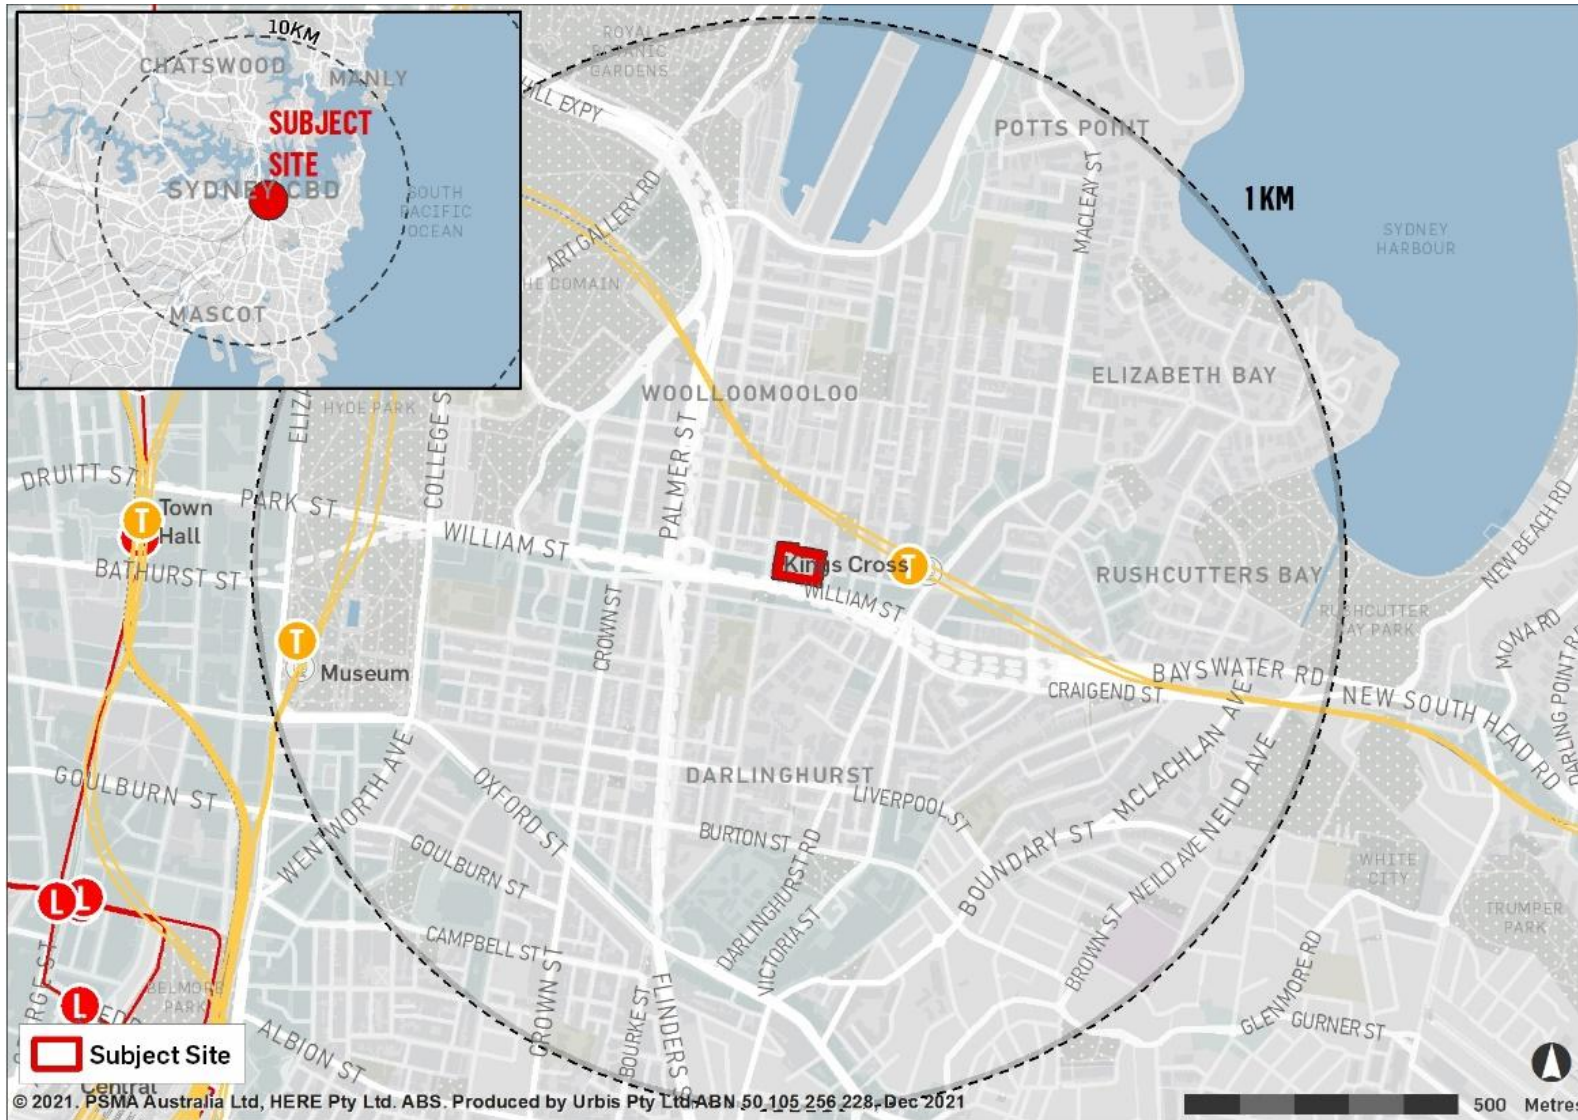 10KM
CHATSWOOD
MANLY
SUBJECT
SITE
SYDNEY CBD
SOUTH
PACIFIC
OCEAN
MASCOT
ROYAL
BOTANIC
GARDENS
HILL EXPY
POTTS POINT
MACLEAY ST
1 KM
SYDNEY
HARBOUR
ART GALLERY RD
HE DOMAIN
WOOLLOOMOOLOO
ELIZABETH BAY
HYDE PARK
COLLEGE S
PALMER ST
DRUITT ST
Town
Hall
T
PARK ST
WILLIAM ST
BATHURST ST
Kings Cross
T
WILLIAM ST
RUSHCUTTERS BAY
NEW BEACH RD
CROWN ST
T
Museum
MONA RD
BAYSWATER RD
CRAIGEND ST
NEW SOUTH HEAD RD
DARLING POINT RD
MCLACHLAN AVE
NEILD AVE
GOULBURN ST
WENTWORTH AVE
OXFORD ST
DARLINGHURST
LIVERPOOL ST
BURTON ST
GOULBURN ST
DARLINGHURST RD
VICTORIA ST
BOUNDARY ST
NEILD AVE
BROWN ST
WHITE
CITY
TRUMPER
PARK
L
L
L
CAMPBELL ST
CROWN ST
BOURKE ST
FLINDERS S
GLENMORE RD
GURNER ST
BELMORE
PARK
ALBION ST
Subject Site
Central
© 2021. PSMA Australia Ltd, HERE Pty Ltd. ABS. Produced by Urbis Pty Ltd ABN 50 105 256 228, Dec 2021
500 Metres